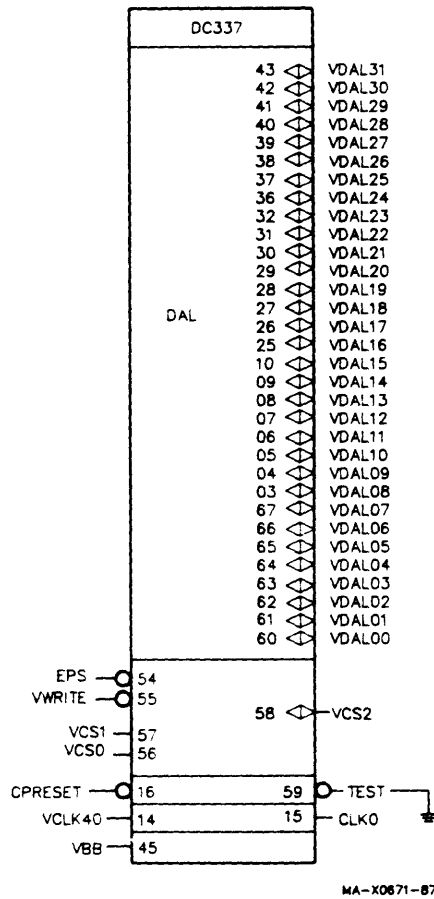 DC337
43 VDAL31
42 VDAL30
41 VDAL29
40 VDAL28
39 VDAL27
38 VDAL26
37 VDAL25
36 VDAL24
32 VDAL23
31 VDAL22
30 VDAL21
29 VDAL20
28 VDAL19
DAL 27 VDAL18
26 VDAL17
25 VDAL16
10 VDAL15
09 VDAL14
08 VDAL13
07 VDAL12
06 VDAL11
05 VDAL10
04 VDAL09
03 VDAL08
67 VDAL07
66 VDAL06
65 VDAL05
64 VDAL04
63 VDAL03
62 VDAL02
61 VDAL01
60 VDAL00
EPS 54
VWRITE 55
58 VCS2
VCS1 57
VCS0 56
CPRESET 16 59 TEST
VCLK40 14 15 CLKO
VBB 45
MA-X0671-87